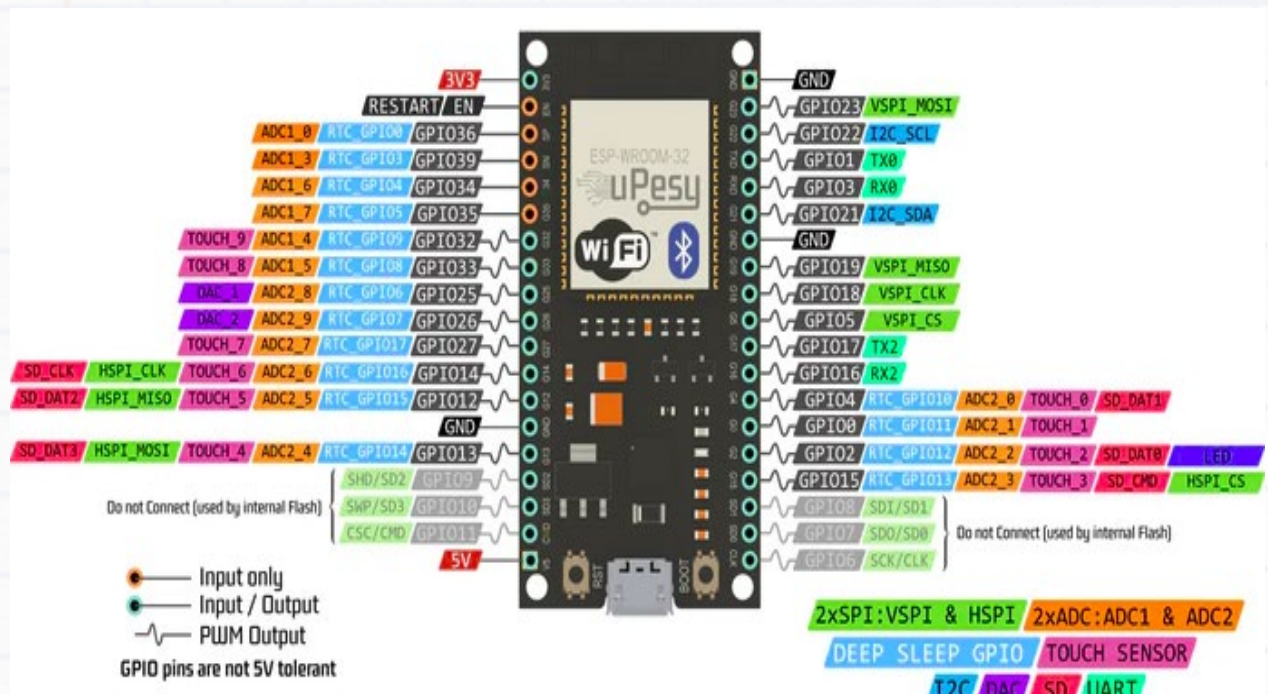 3V3
RESTART EN
ADC1_0 RTC_GPIO0 GPIO36
ADC1_3 RTC_GPIO3 GPIO39
ADC1_6 RTC_GPIO4 GPIO34
ADC1_7 RTC_GPIO5 GPIO35
TOUCH_9 ADC1_4 RTC_GPIO9 GPIO32
TOUCH_8 ADC1_5 RTC_GPIO8 GPIO33
DAC_1 ADC2_8 RTC_GPIO6 GPIO25
DAC_2 ADC2_9 RTC_GPIO7 GPIO26
TOUCH_7 ADC2_7 RTC_GPIO17 GPIO27
SD_CLK HSPI_CLK TOUCH_6 ADC2_6 RTC_GPIO16 GPIO14
SD_DAT2 HSPI_MISO TOUCH_5 ADC2_5 RTC_GPIO15 GPIO12
GND
SD_DAT3 HSPI_MOSI TOUCH_4 ADC2_4 RTC_GPIO14 GPIO13
SHD/SD2 GPIO9
Do not Connect (used by internal Flash) SWP/SD3 GPIO10
CSC/CMD GPIO11
5V
ESP-WROOM-32
uPesy
WiFi
RST
BOOT
GND
GPIO23 VSPI_MOSI
GPIO22 I2C_SCL
GPIO1 TX0
GPIO3 RX0
GPIO21 I2C_SDA
GND
GPIO19 VSPI_MISO
GPIO18 VSPI_CLK
GPIO5 VSPI_CS
GPIO17 TX2
GPIO16 RX2
GPIO4 RTC_GPIO10 ADC2_0 TOUCH_0 SD_DAT1
GPIO0 RTC_GPIO11 ADC2_1 TOUCH_1
GPIO2 RTC_GPIO12 ADC2_2 TOUCH_2 SD_DAT0 LED
GPIO15 RTC_GPIO13 ADC2_3 TOUCH_3 SD_CMD HSPI_CS
GPIO8 SDI/SD1
GPIO7 SDO/SD0 Do not Connect (used by internal Flash)
GPIO6 SCK/CLK
Input only
Input / Output
PWM Output
GPIO pins are not 5V tolerant
2xSPI:VSPI & HSPI 2xADC:ADC1 & ADC2
DEEP SLEEP GPIO TOUCH SENSOR
I2C DAC SD UART